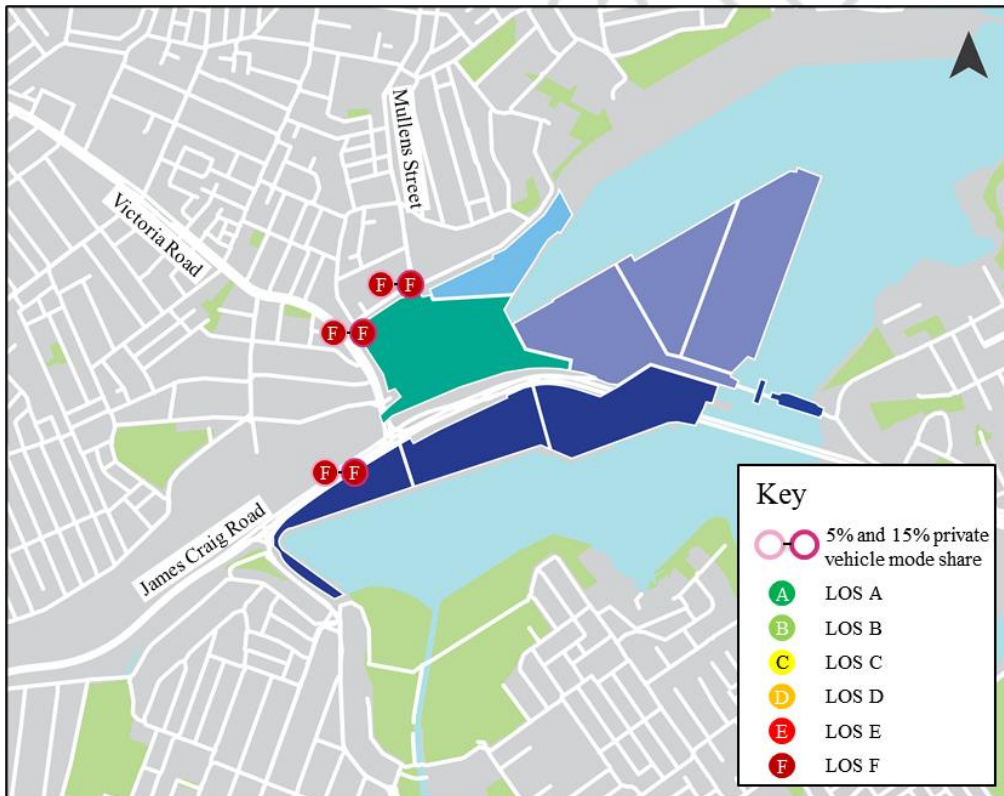 Mullens Street
Victoria Road
F F
F F
F F
James Craig Road
Key
5% and 15% private
vehicle mode share
A LOS A
B LOS B
C LOS C
D LOS D
E LOS E
F LOS F